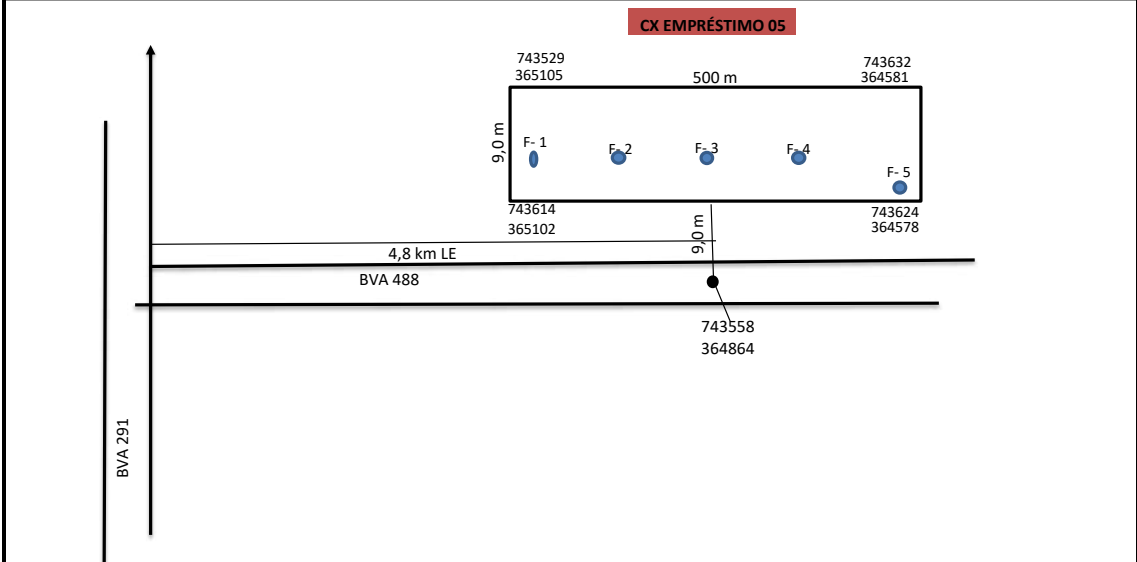 CX EMPRÉSTIMO 05
743529
365105
500 m
743632
364581
9,0 m
F- 1
F- 2
F- 3
F- 4
F- 5
743614
365102
743624
364578
9,0 m
4,8 km LE
BVA 488
743558
364864
BVA 291